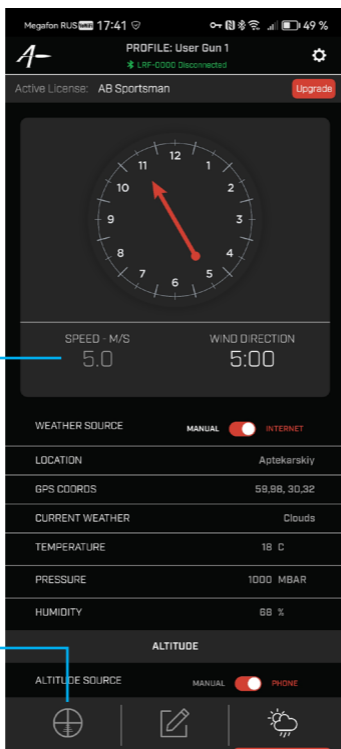 Megafon RUS 17:41 49 %
A
PROFILE: User Gun 1
LRF-0000 Disconnected
Active License: AB Sportsman Upgrade
12
11 1
10 2
9 3
8 4
7 5
6
SPEED - M/S WIND DIRECTION
5.0 5:00
WEATHER SOURCE MANUAL INTERNET
LOCATION Aptekarskiy
GPS COORDS 59,98, 30,32
CURRENT WEATHER Clouds
TEMPERATURE 18 C
PRESSURE 1000 MBAR
HUMIDITY 68 %
ALTITUDE
ALTITUDE SOURCE MANUAL PHONE